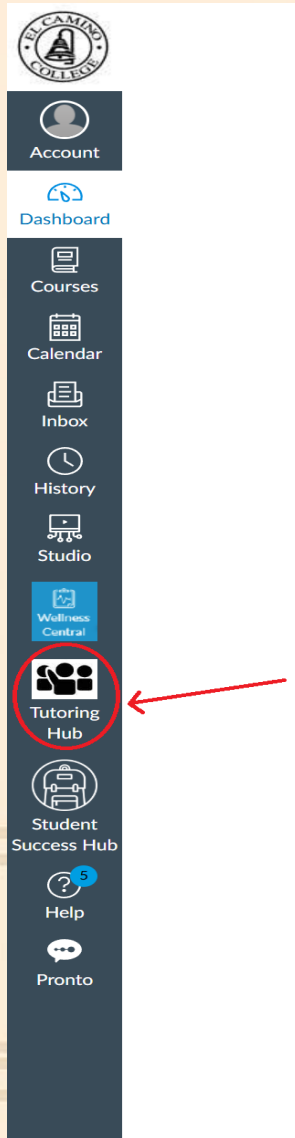 EL CAMINO
COLLEGE
Account
Dashboard
Courses
Calendar
Inbox
History
Studio
Wellness
Central
Tutoring
Hub
Student
Success Hub
5
Help
Pronto